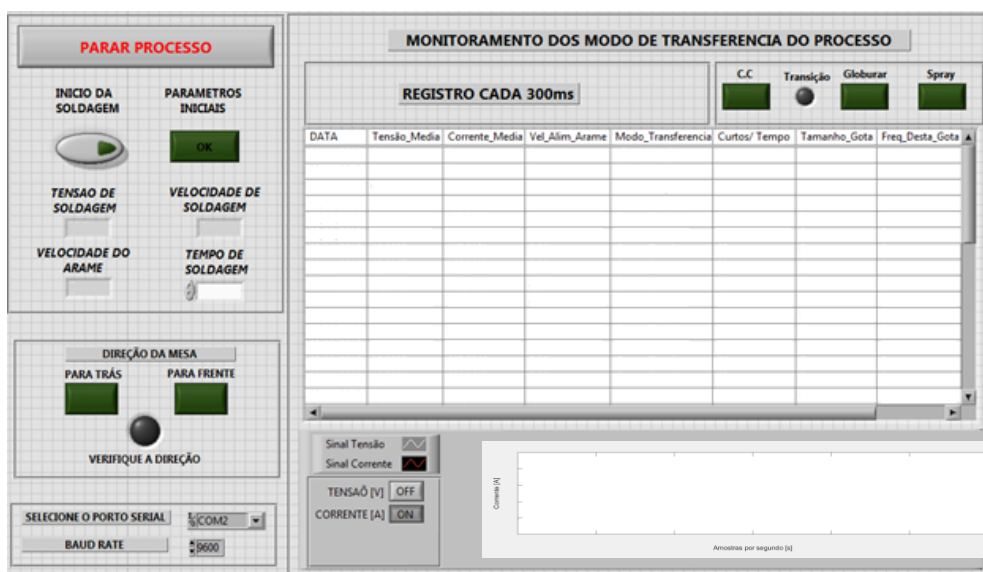 PARAR PROCESSO
INICIO DA
SOLDAGEM
PARAMETROS
INICIAIS
OK
TENSAO DE
SOLDAGEM
VELOCIDADE DE
SOLDAGEM
VELOCIDADE DO
ARAME
TEMPO DE
SOLDAGEM
DIREÇÃO DA MESA
PARA TRÁS
PARA FRENTE
VERIFIQUE A DIREÇÃO
SELECIONE O PORTO SERIAL
COM2
BAUD RATE
9600
MONITORAMENTO DOS MODO DE TRANSFERENCIA DO PROCESSO
REGISTRO CADA 300ms
C.C
Transição
Globurar
Spray
DATA Tensão_Media Corrente_Media Vel_Alim_Arame Modo_Transferencia Curtos/ Tempo Tamanho_Gota Freq_Desta_Gota
Sinal Tensão
Sinal Corrente
TENSAÕ [V] OFF
CORRENTE [A] ON
Corrente [A]
Amostras por segundo [s]